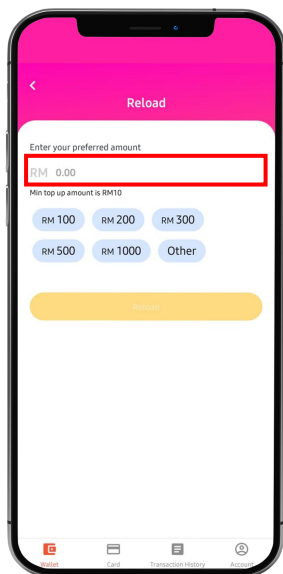 Reload
Enter your preferred amount
RM 0.00
Min top up amount is RM10
RM 100 RM 200 RM 300
RM 500 RM 1000 Other
Reload
Wallet Card Transaction History Account